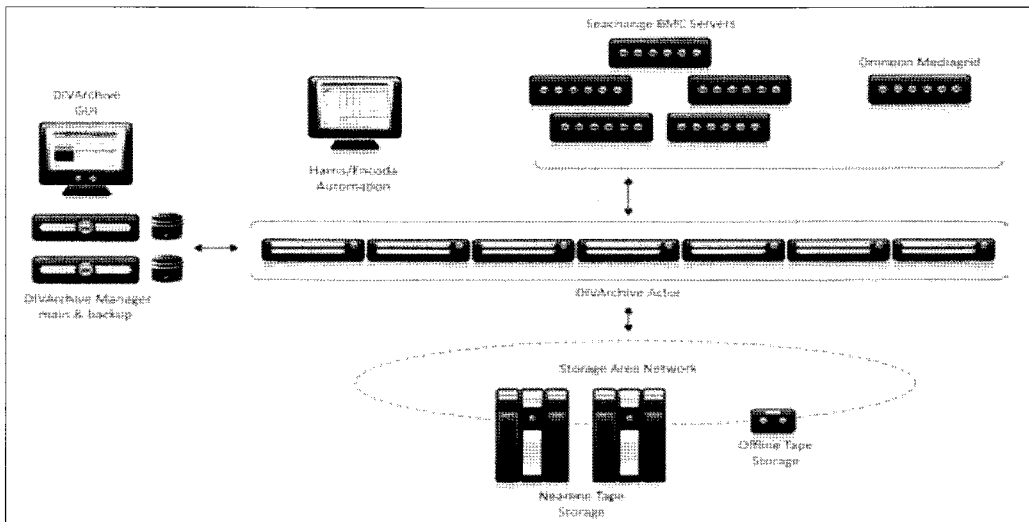 Seachange BMC Servers
Omneon Mediagrid
DIVArchive
GUI
Harris/Encoda
Automation
DIVArchive Manager
main & backup
DIVArchive Actor
Storage Area Network
Offline Tape
Storage
Nearline Tape
Storage